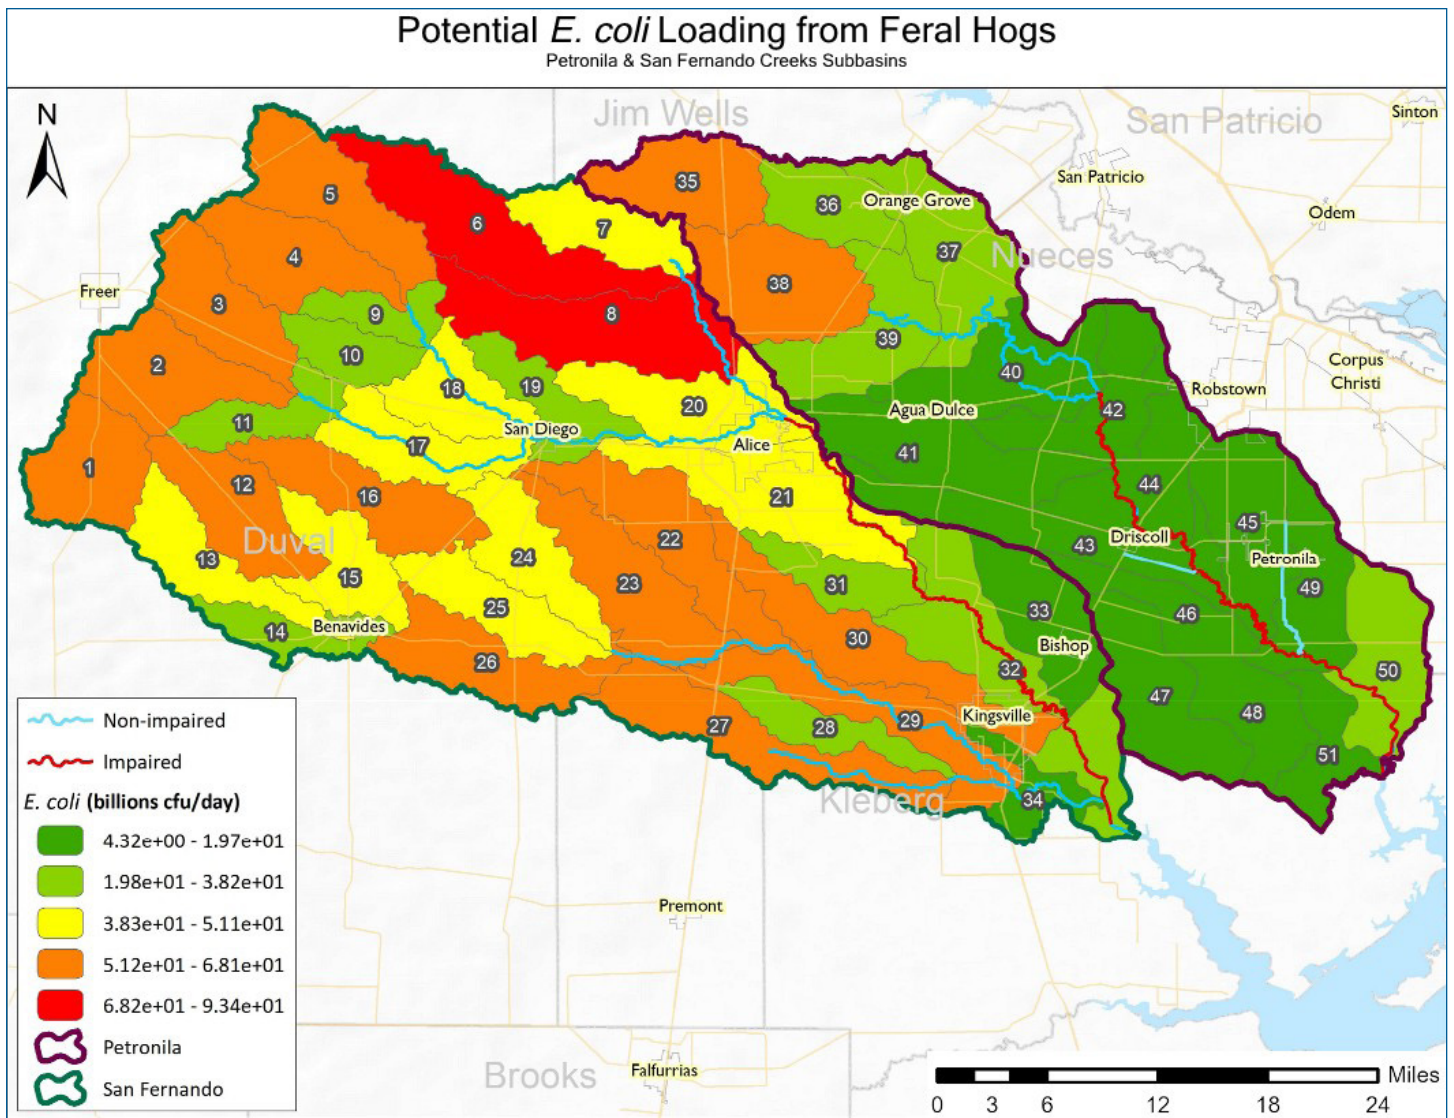 Potential E. coli Loading from Feral Hogs
Petronila & San Fernando Creeks Subbasins
N
Jim Wells
San Patricio
Sinton
San Patricio
Odem
Orange Grove
Nueces
Freer
Corpus
Christi
Robstown
Agua Dulce
San Diego
Alice
Duval
Driscoll
Petronila
Benavides
Bishop
Kingsville
Kleberg
Premont
Brooks
Falfurrias
5
6
7
35
36
37
4
3
38
9
8
10
39
2
18
19
40
20
42
11
17
41
1
12
16
21
44
45
22
13
15
24
43
23
31
49
25
33
46
14
30
26
32
50
47
27
28
29
48
51
34
Non-impaired
Impaired
E. coli (billions cfu/day)
4.32e+00 - 1.97e+01
1.98e+01 - 3.82e+01
3.83e+01 - 5.11e+01
5.12e+01 - 6.81e+01
6.82e+01 - 9.34e+01
Petronila
San Fernando
Miles
0 3 6 12 18 24